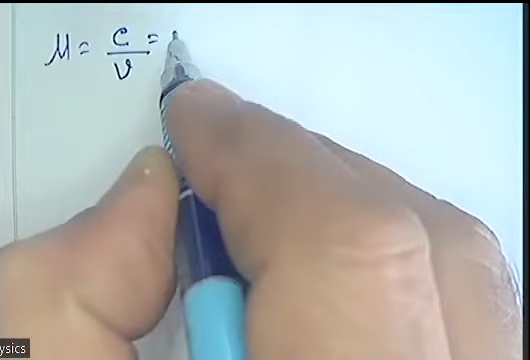 μ = c/v =
ysics